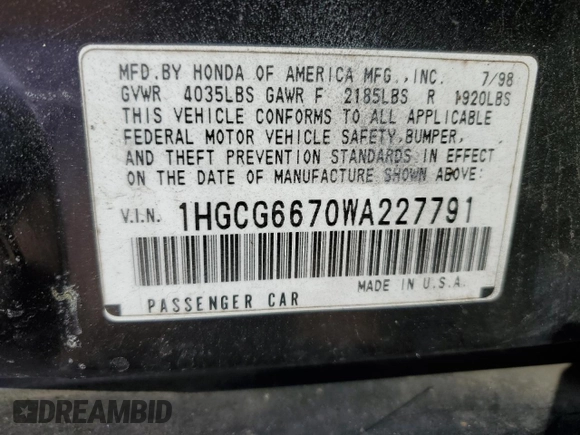 MFD.BY HONDA OF AMERICA MFG.,INC. 7/98
GVWR 4035LBS GAWR F 2185LBS R 1920LBS
THIS VEHICLE CONFORMS TO ALL APPLICABLE
FEDERAL MOTOR VEHICLE SAFETY,BUMPER,
AND THEFT PREVENTION STANDARDS IN EFFECT
ON THE DATE OF MANUFACTURE SHOWN ABOVE:
V.I.N. 1HGCG6670WA227791
PASSENGER CAR MADE IN U.S.A.
DREAMBID